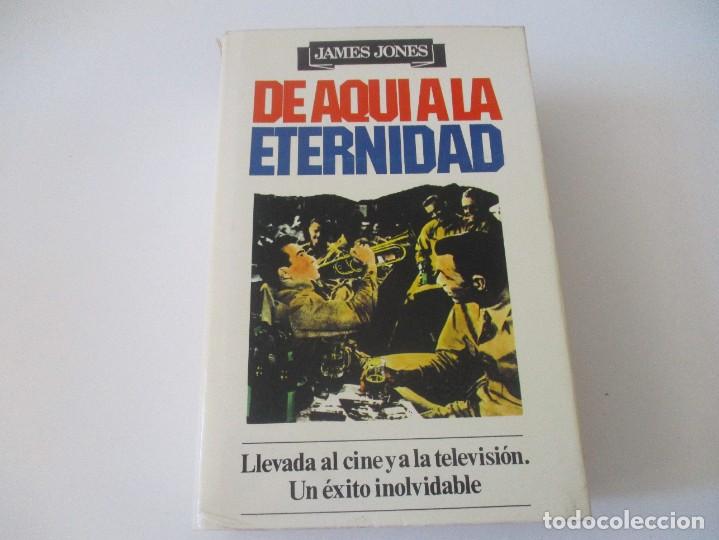 JAMES JONES
DE AQUI A LA
ETERNIDAD
Llevada al cine y a la televisión.
Un éxito inolvidable
todocoleccion